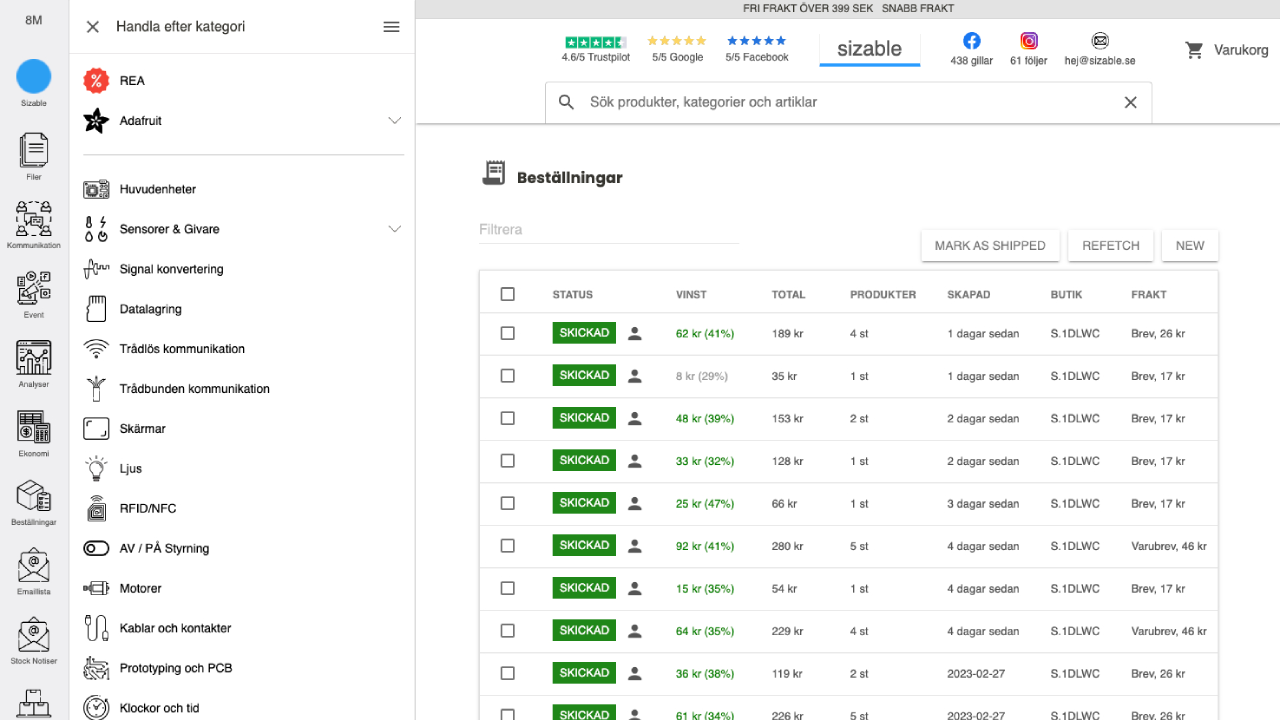 FRI FRAKT ÖVER 399 SEK SNABB FRAKT
8M
Handla efter kategori
4.6/5 Trustpilot
5/5 Google
5/5 Facebook
sizable
438 gillar
61 följer
hej@sizable.se
Varukorg
Sök produkter, kategorier och artiklar
Sizable
Filer
Kommunikation
Event
Analyser
Ekonomi
Beställningar
Emaillista
Stock Notiser
REA
Adafruit
Huvudenheter
Sensorer & Givare
Signal konvertering
Datalagring
Trådlös kommunikation
Trådbunden kommunikation
Skärmar
Ljus
RFID/NFC
AV / PÅ Styrning
Motorer
Kablar och kontakter
Prototyping och PCB
Klockor och tid
Beställningar
Filtrera
MARK AS SHIPPED REFETCH NEW
STATUS VINST TOTAL PRODUKTER SKAPAD BUTIK FRAKT
SKICKAD 62 kr (41%) 189 kr 4 st 1 dagar sedan S.1DLWC Brev, 26 kr
SKICKAD 8 kr (29%) 35 kr 1 st 1 dagar sedan S.1DLWC Brev, 17 kr
SKICKAD 48 kr (39%) 153 kr 2 st 2 dagar sedan S.1DLWC Brev, 17 kr
SKICKAD 33 kr (32%) 128 kr 1 st 2 dagar sedan S.1DLWC Brev, 17 kr
SKICKAD 25 kr (47%) 66 kr 1 st 3 dagar sedan S.1DLWC Brev, 17 kr
SKICKAD 92 kr (41%) 280 kr 5 st 4 dagar sedan S.1DLWC Varubrev, 46 kr
SKICKAD 15 kr (35%) 54 kr 1 st 4 dagar sedan S.1DLWC Brev, 17 kr
SKICKAD 64 kr (35%) 229 kr 4 st 4 dagar sedan S.1DLWC Varubrev, 46 kr
SKICKAD 36 kr (38%) 119 kr 2 st 2023-02-27 S.1DLWC Brev, 26 kr
SKICKAD 61 kr (34%) 226 kr 5 st 2023-02-27 S.1DLWC Brev, 26 kr